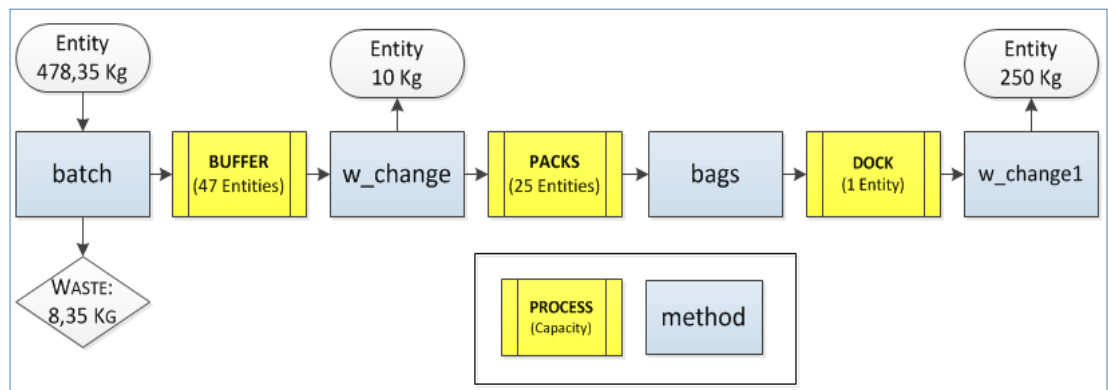 Entity
478,35 Kg
Entity
10 Kg
Entity
250 Kg
batch
BUFFER
(47 Entities)
w_change
PACKS
(25 Entities)
bags
DOCK
(1 Entity)
w_change1
WASTE:
8,35 KG
PROCESS
(Capacity)
method